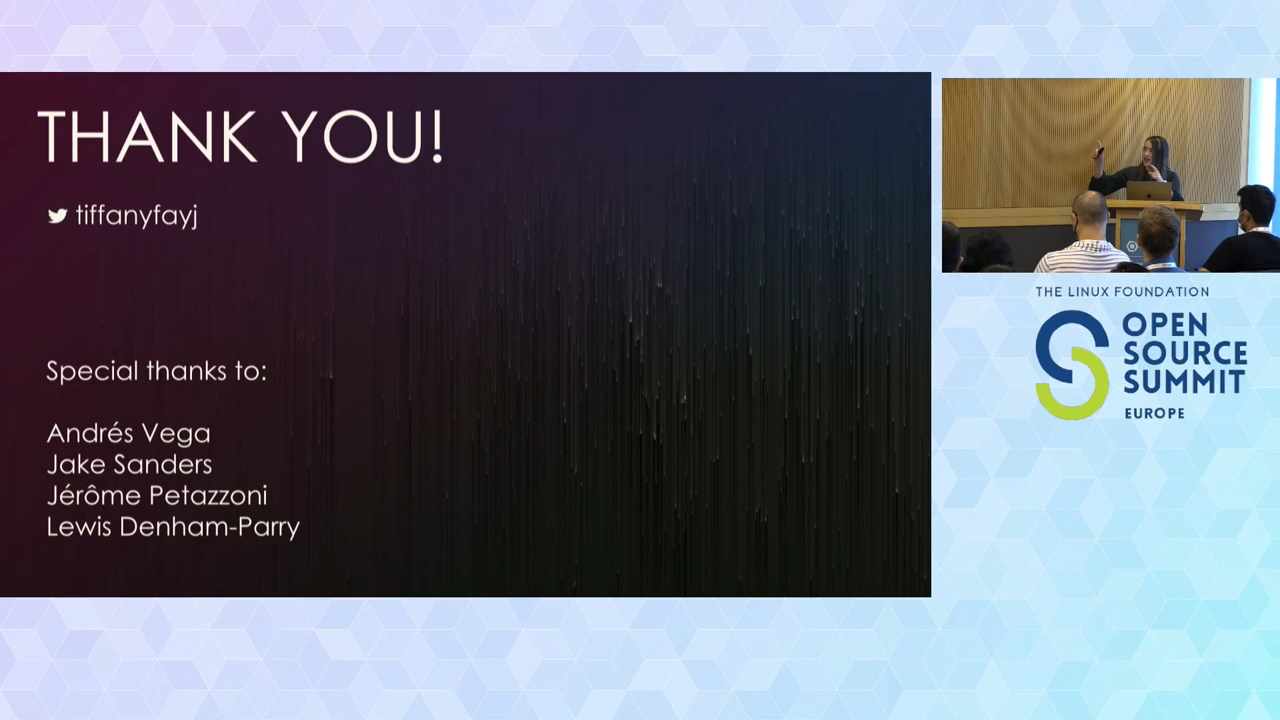 THANK YOU!
tiffanyfayj
Special thanks to:
Andrés Vega
Jake Sanders
Jérôme Petazzoni
Lewis Denham-Parry
THE LINUX FOUNDATION
OPEN
SOURCE
SUMMIT
EUROPE